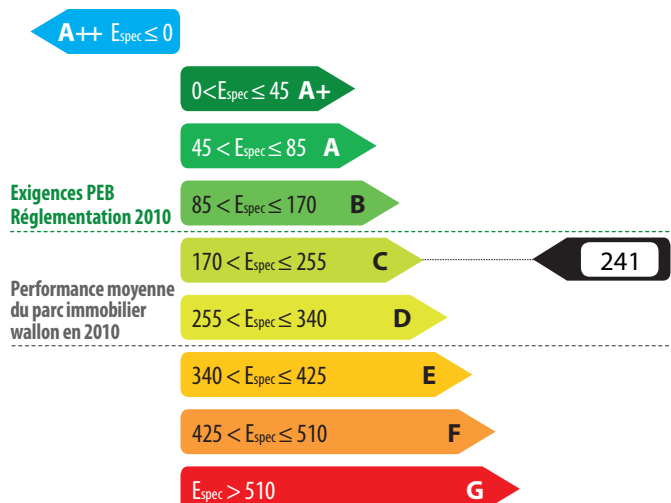 A++ Espec ≤ 0
0<Espec ≤ 45 A+
45 < Espec ≤ 85 A
Exigences PEB
Réglementation 2010
85 < Espec ≤ 170 B
170 < Espec ≤ 255 C
241
Performance moyenne
du parc immobilier
wallon en 2010
255 < Espec ≤ 340 D
340 < Espec ≤ 425 E
425 < Espec ≤ 510 F
Espec > 510 G